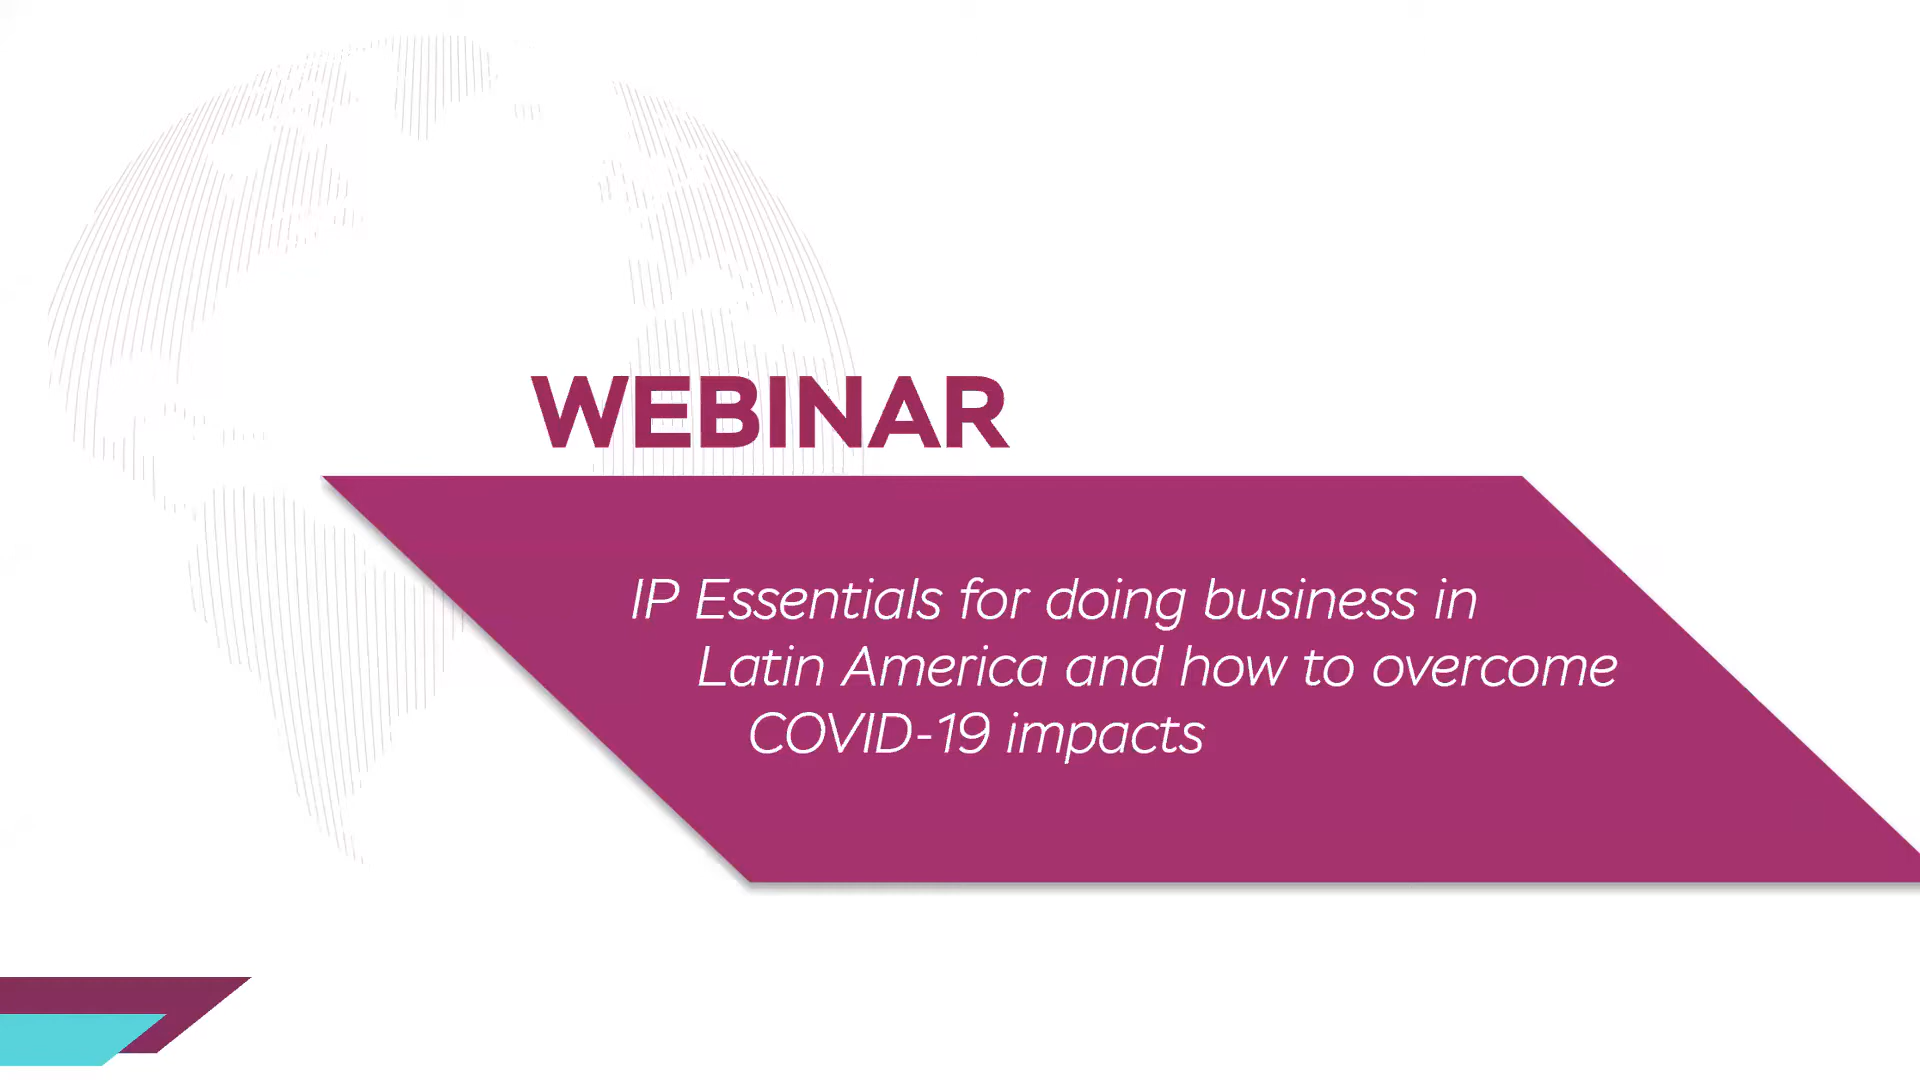 WEBINAR
IP Essentials for doing business in
Latin America and how to overcome
COVID-19 impacts